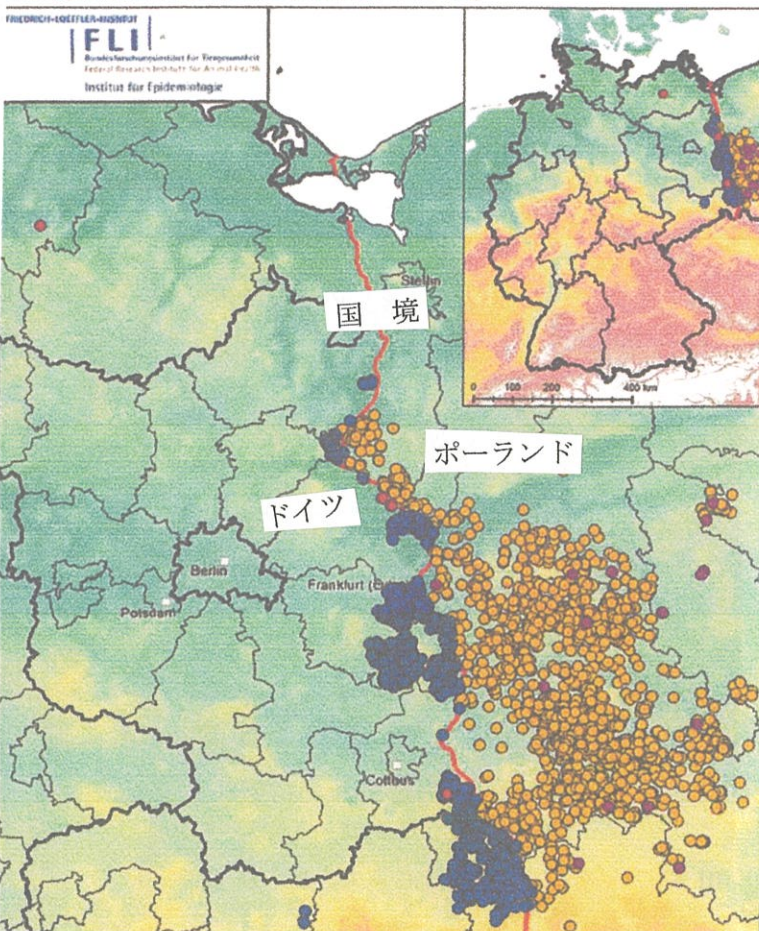 FRIEDRICH-LOEFFLER-INSTITUT
FLI
Bundesforschungsinstitut für Tiergesundheit
Federal Research Institute for Animal Health
Institut für Epidemiologie
0 100 200 400 km
Stettin
国 境
ポーランド
ドイツ
Berlin
Frankfurt
Potsdam
Cottbus